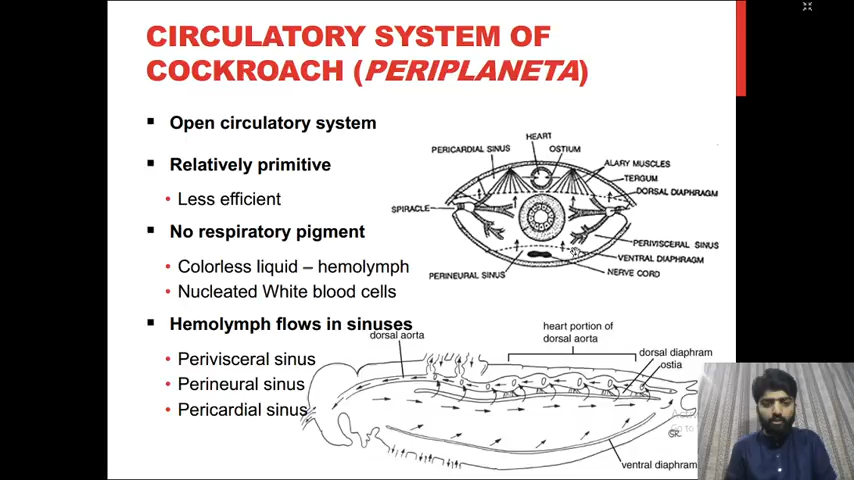 CIRCULATORY SYSTEM OF
COCKROACH (PERIPLANETA)
▪ Open circulatory system
▪ Relatively primitive
• Less efficient
▪ No respiratory pigment
• Colorless liquid – hemolymph
• Nucleated White blood cells
▪ Hemolymph flows in sinuses
• Perivisceral sinus
• Perineural sinus
• Pericardial sinus
HEART
PERICARDIAL SINUS
OSTIUM
ALARY MUSCLES
TERGUM
DORSAL DIAPHRAGM
SPIRACLE
PERIVISCERAL SINUS
VENTRAL DIAPHRAGM
PERINEURAL SINUS
NERVE CORD
dorsal aorta
heart portion of
dorsal aorta
dorsal diaphram
ostia
ventral diaphram